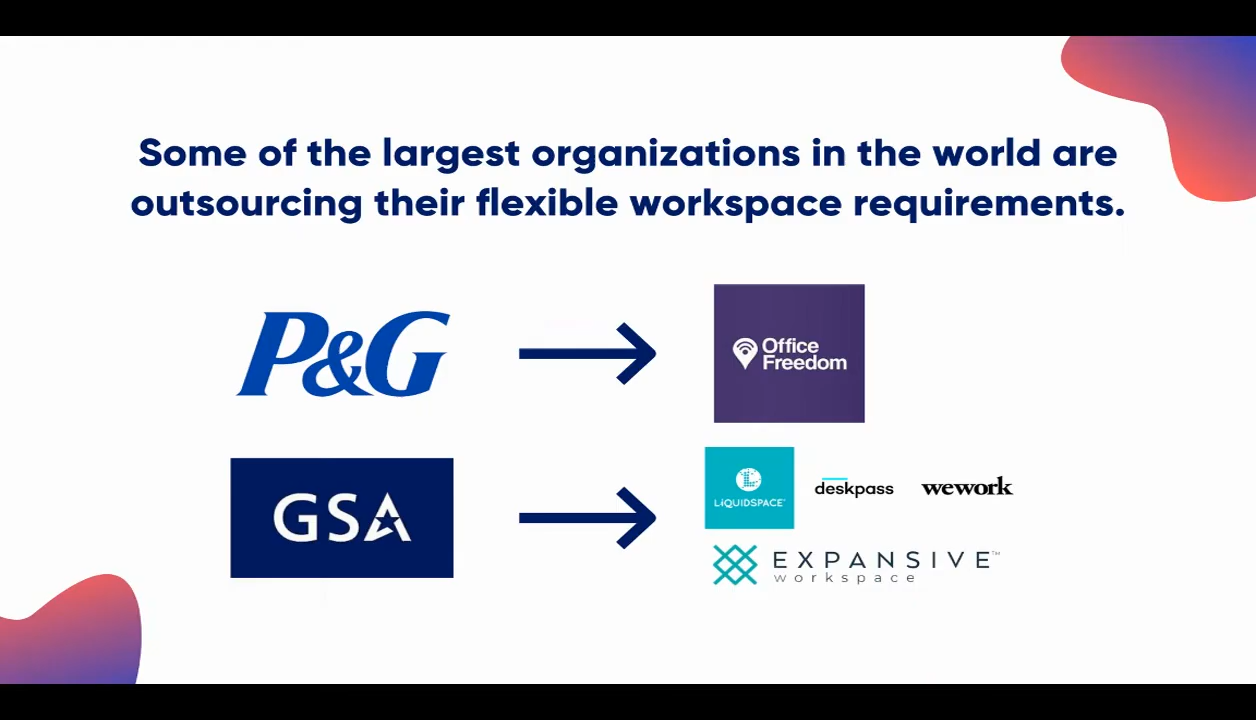 Some of the largest organizations in the world are
outsourcing their flexible workspace requirements.
P&G
Office
Freedom
GSA
L
LiQUIDSPACE
deskpass
wework
EXPANSIVE™
workspace